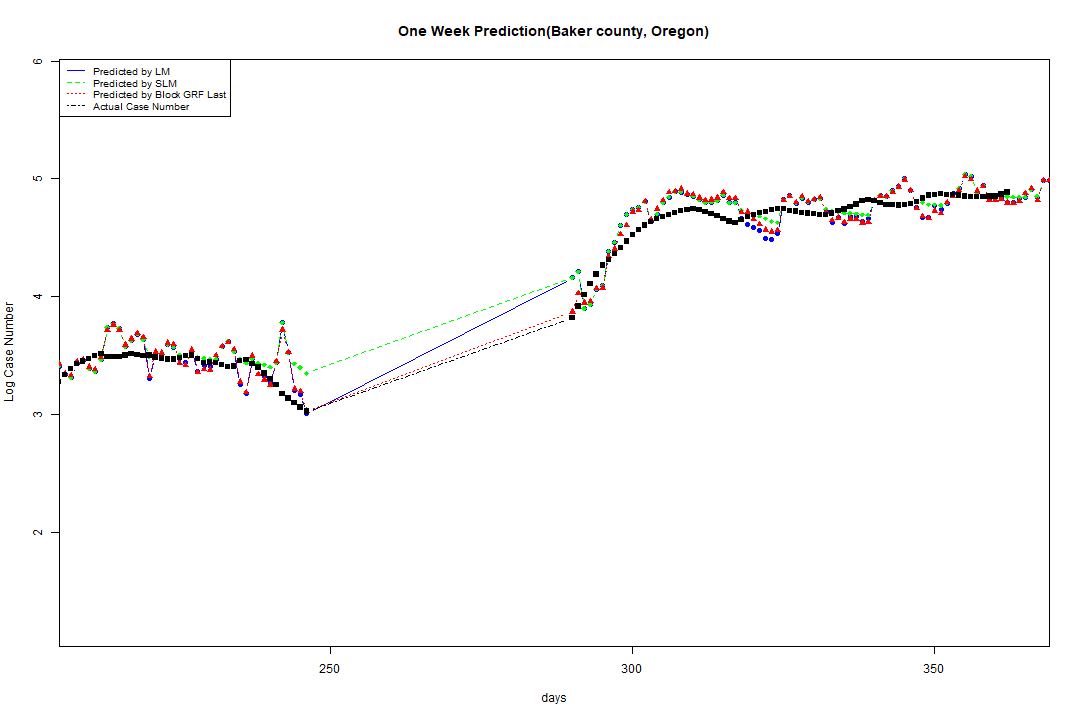 One Week Prediction(Baker county, Oregon)
Predicted by LM
Predicted by SLM
Predicted by Block GRF Last
Actual Case Number
6
5
4
3
2
Log Case Number
250
300
350
days